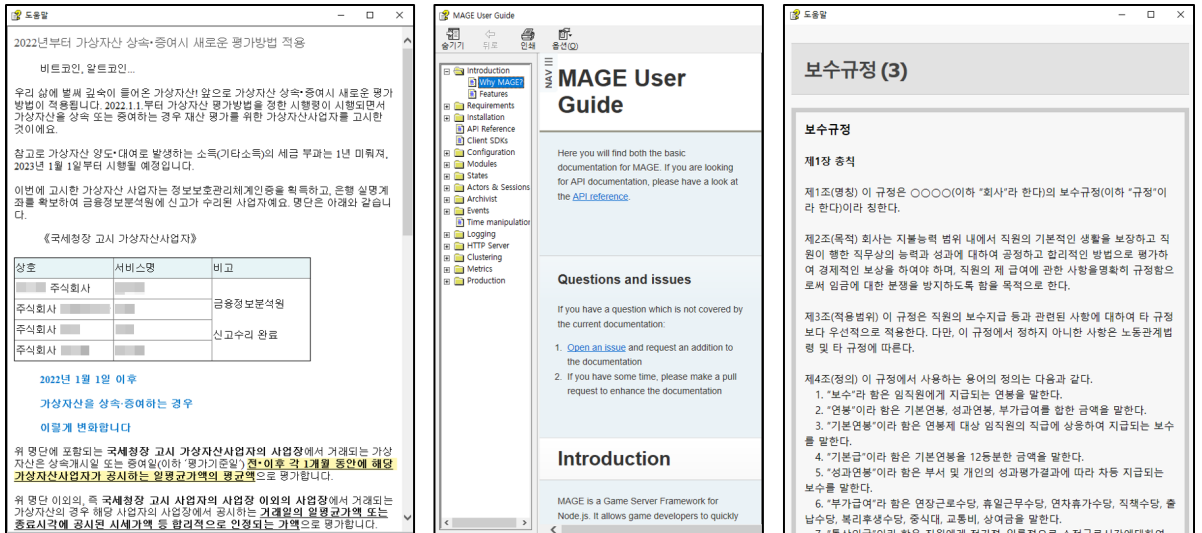 도움말
2022년부터 가상자산 상속·증여시 새로운 평가방법 적용
비트코인, 알트코인...
우리 삶에 벌써 깊숙이 들어온 가상자산! 앞으로 가상자산 상속·증여시 새로운 평가
방법이 적용됩니다. 2022.1.1.부터 가상자산 평가방법을 정한 시행령이 시행되면서
가상자산을 상속 또는 증여하는 경우 재산 평가를 위한 가상자산사업자를 고시한
것이에요.
참고로 가상자산 양도·대여로 발생하는 소득(기타소득)의 세금 부과는 1년 미뤄져,
2023년 1월 1일부터 시행될 예정입니다.
이번에 고시한 가상자산 사업자는 정보보호관리체계인증을 획득하고, 은행 실명계
좌를 확보하여 금융정보분석원에 신고가 수리된 사업자예요. 명단은 아래와 같습니
다.
《국세청장 고시 가상자산사업자》
상호 서비스명 비고
주식회사
주식회사
주식회사
주식회사
금융정보분석원
신고수리 완료
2022년 1월 1일 이후
가상자산을 상속·증여하는 경우
이렇게 변화합니다
위 명단에 포함되는 국세청장 고시 가상자산사업자의 사업장에서 거래되는 가상
자산은 상속개시일 또는 증여일(이하 ‘평가기준일’) 전·이후 각 1개월 동안에 해당
가상자산사업자가 공시하는 일평균가액의 평균액으로 평가합니다.
위 명단 이외의, 즉 국세청장 고시 사업자의 사업장 이외의 사업장에서 거래되는
가상자산의 경우 해당 사업자의 사업장에서 공시하는 거래일의 일평균가액 또는
종료시각에 공시된 시세가액 등 합리적으로 인정되는 가액으로 평가합니다.
MAGE User Guide
숨기기 뒤로 인쇄 옵션(O)
Introduction
Why MAGE?
Features
Requirements
Installation
API Reference
Client SDKs
Configuration
Modules
States
Actors & Sessions
Archivist
Events
Time manipulation
Logging
HTTP Server
Clustering
Metrics
Production
NAV
MAGE User
Guide
Here you will find both the basic
documentation for MAGE. If you are looking
for API documentation, please have a look at
the API reference.
Questions and issues
If you have a question which is not covered by
the current documentation:
1. Open an issue and request an addition to
the documentation
2. If you have some time, please make a pull
request to enhance the documentation
Introduction
MAGE is a Game Server Framework for
Node.js. It allows game developers to quickly
도움말
보수규정 (3)
보수규정
제1장 총칙
제1조(명칭) 이 규정은 ○○○○(이하 “회사”라 한다)의 보수규정(이하 “규정”이
라 한다)이라 칭한다.
제2조(목적) 회사는 지불능력 범위 내에서 직원의 기본적인 생활을 보장하고 직
원이 행한 직무상의 능력과 성과에 대하여 공정하고 합리적인 방법으로 평가하
여 경제적인 보상을 하여야 하며, 직원의 제 급여에 관한 사항을명확히 규정함으
로써 임금에 대한 분쟁을 방지하도록 함을 목적으로 한다.
제3조(적용범위) 이 규정은 직원의 보수지급 등과 관련된 사항에 대하여 타 규정
보다 우선적으로 적용한다. 다만, 이 규정에서 정하지 아니한 사항은 노동관계법
령 및 타 규정에 따른다.
제4조(정의) 이 규정에서 사용하는 용어의 정의는 다음과 같다.
1. “보수”라 함은 임직원에게 지급되는 연봉을 말한다.
2. “연봉”이라 함은 기본연봉, 성과연봉, 부가급여를 합한 금액을 말한다.
3. “기본연봉”이라 함은 연봉제 대상 임직원의 직급에 상응하여 지급되는 보수
를 말한다.
4. “기본급”이라 함은 기본연봉을 12등분한 금액을 말한다.
5. “성과연봉”이라 함은 부서 및 개인의 성과평가결과에 따라 차등 지급되는
보수를 말한다.
6. “부가급여”라 함은 연장근로수당, 휴일근무수당, 연차휴가수당, 직책수당, 출
납수당, 복리후생수당, 중식대, 교통비, 상여금을 말한다.